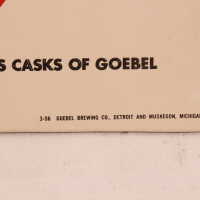 S CASKS OF GOEBEL
3-56 GOEBEL BREWING CO., DETROIT AND MUSKEGON, MICHIGAN